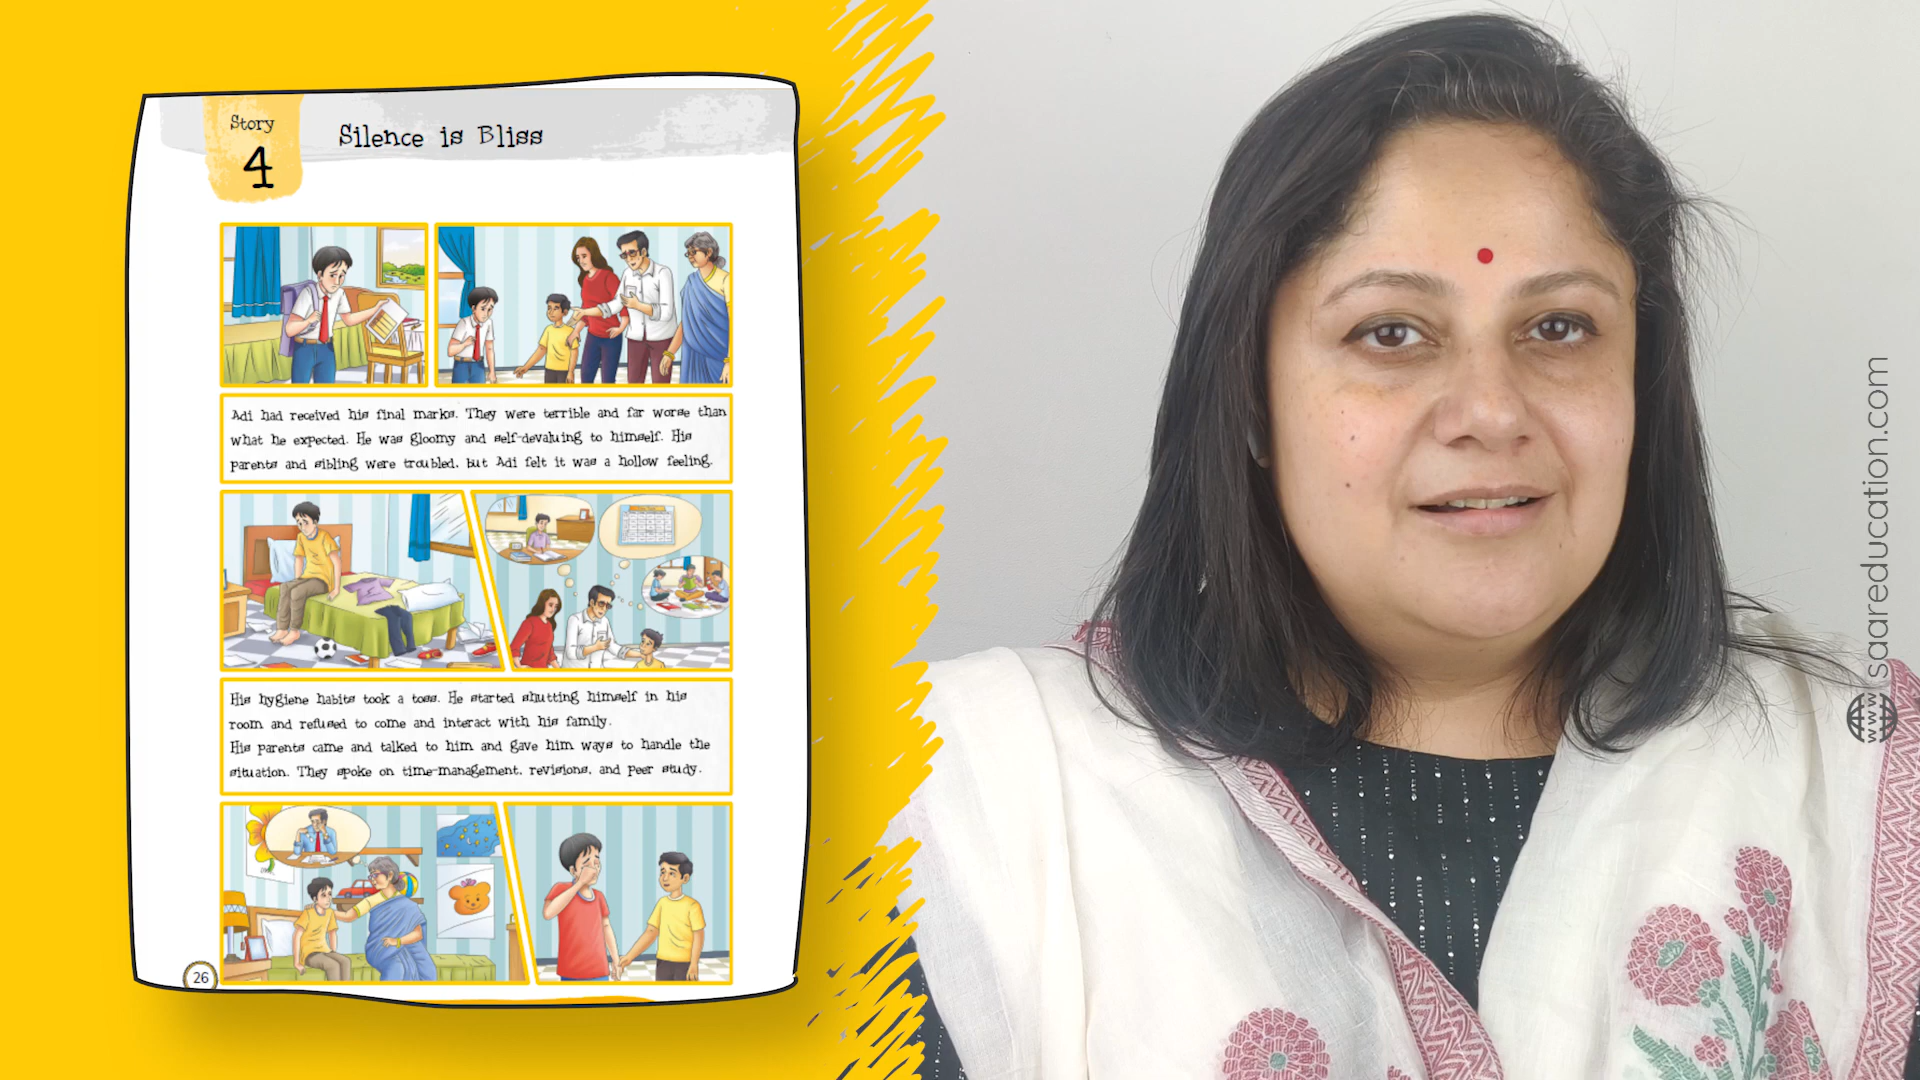 Story
4
Silence is Bliss
Adi had received his final marks. They were terrible and far worse than
what he expected. He was gloomy and self-devaluing to himself. His
parents and sibling were troubled, but Adi felt it was a hollow feeling.
His hygiene habits took a toss. He started shutting himself in his
room and refused to come and interact with his family.
His parents came and talked to him and gave him ways to handle the
situation. They spoke on time-management, revisions, and peer study.
26
www
saareducation.com